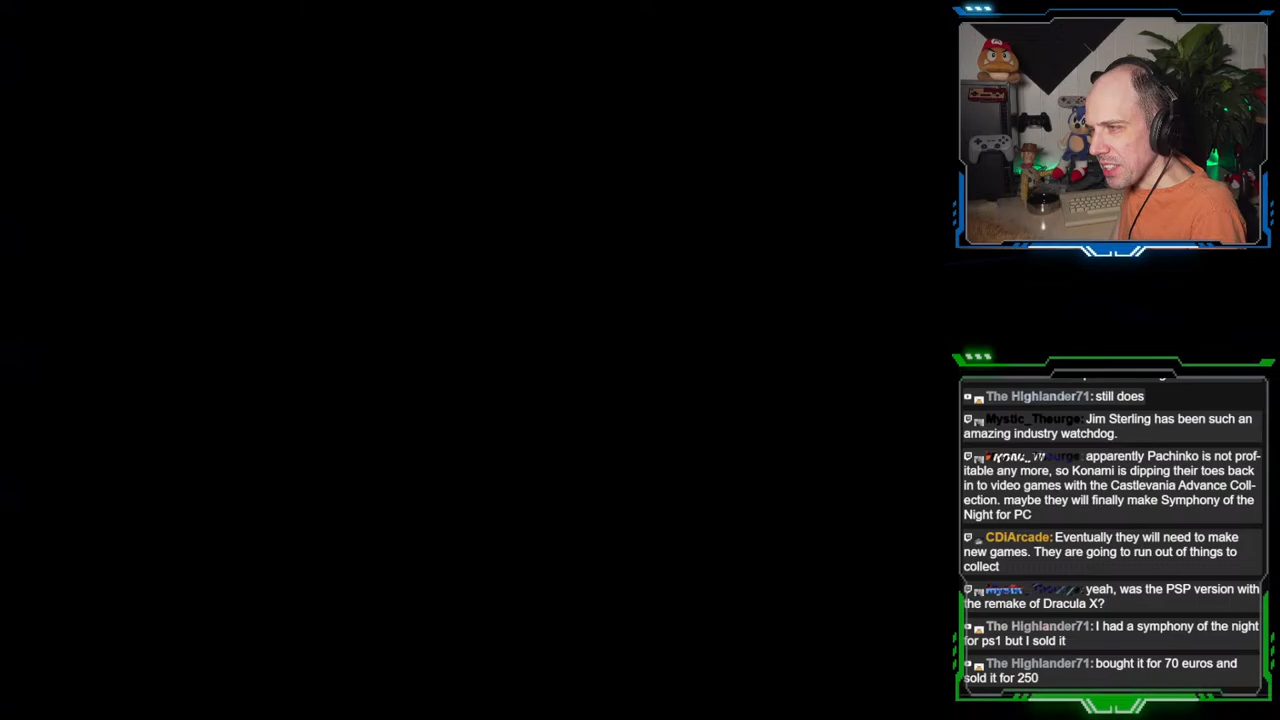 The Highlander71: still does
Mystic_Theurge: Jim Sterling has been such an
amazing industry watchdog.
apparently Pachinko is not prof-
itable any more, so Konami is dipping their toes back
in to video games with the Castlevania Advance Coll-
ection. maybe they will finally make Symphony of the
Night for PC
CDIArcade: Eventually they will need to make
new games. They are going to run out of things to
collect
yeah, was the PSP version with
the remake of Dracula X?
The Highlander71: I had a symphony of the night
for ps1 but I sold it
The Highlander71: bought it for 70 euros and
sold it for 250